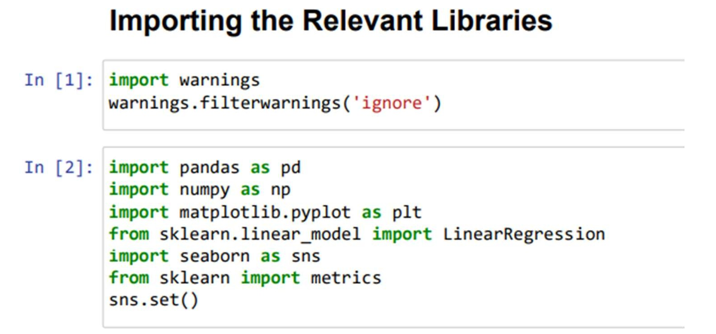 Importing the Relevant Libraries
In [1]: import warnings
warnings.filterwarnings('ignore')
In [2]: import pandas as pd
import numpy as np
import matplotlib.pyplot as plt
from sklearn.linear_model import LinearRegression
import seaborn as sns
from sklearn import metrics
sns.set()